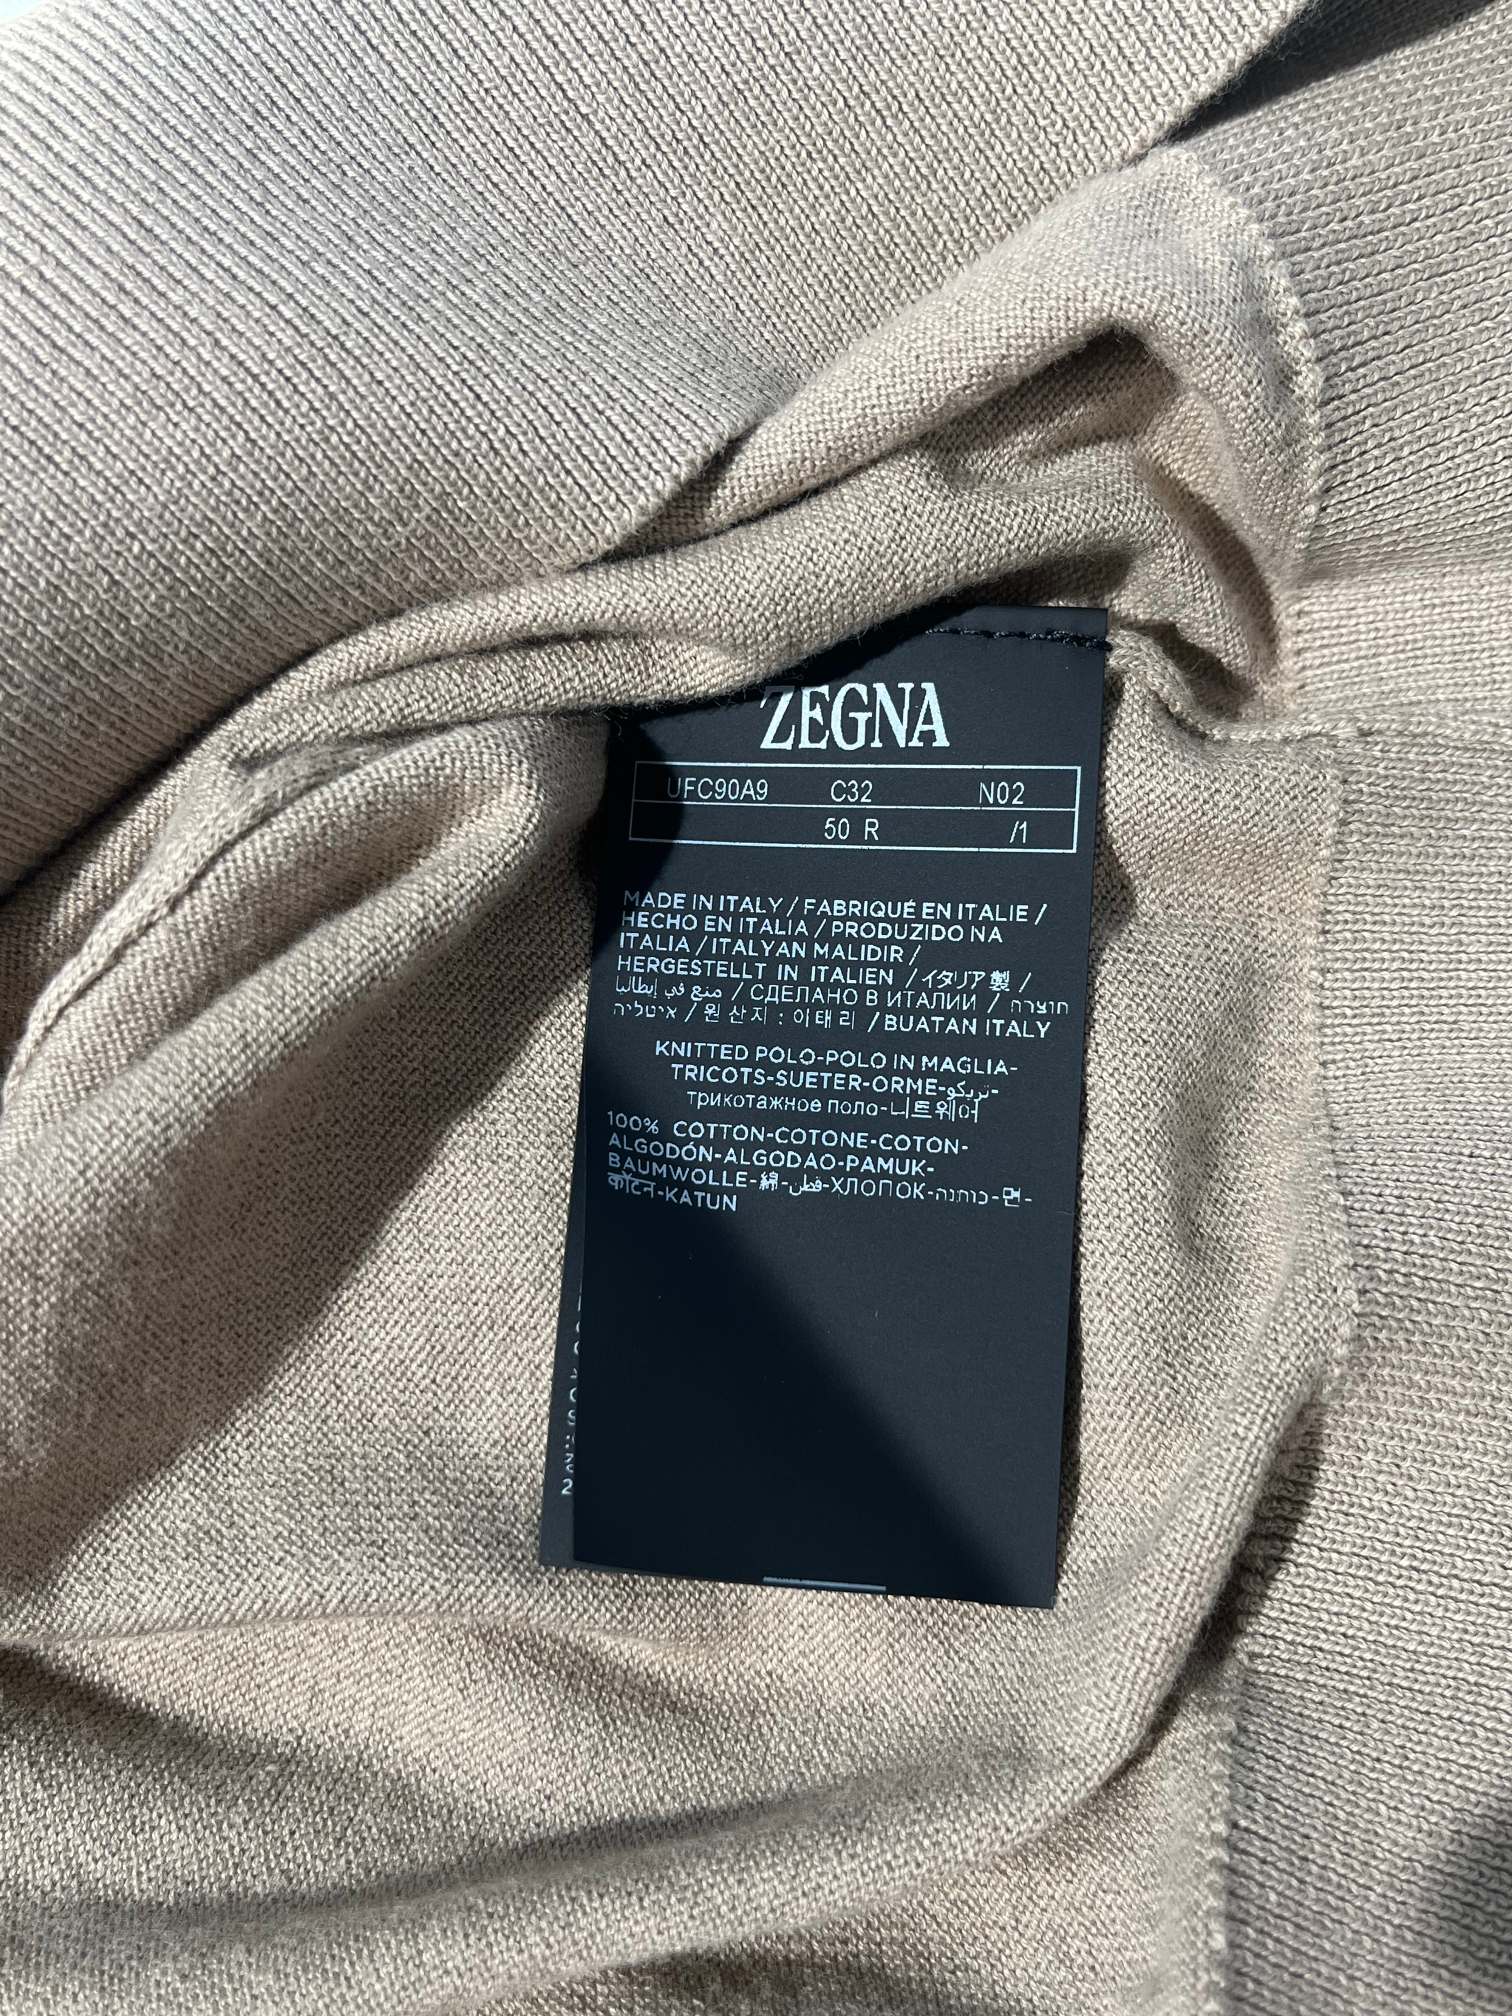 ZEGNA
UFC90A9 C32 N02
50 R /1
MADE IN ITALY / FABRIQUÉ EN ITALIE /
HECHO EN ITALIA / PRODUZIDO NA
ITALIA / ITALYAN MALIDIR /
HERGESTELLT IN ITALIEN / イタリア製 /
صنع في إيطاليا / СДЕЛАНО В ИТАЛИИ / תוצרת
איטליה / 원산지 : 이태리 / BUATAN ITALY
KNITTED POLO-POLO IN MAGLIA-
TRICOTS-SUETER-ORME-تريكو-
трикотажное поло-니트웨어
100% COTTON-COTONE-COTON-
ALGODÓN-ALGODAO-PAMUK-
BAUMWOLLE-綿-قطن-ХЛОПОК-כותנה-면-
कॉटन-KATUN